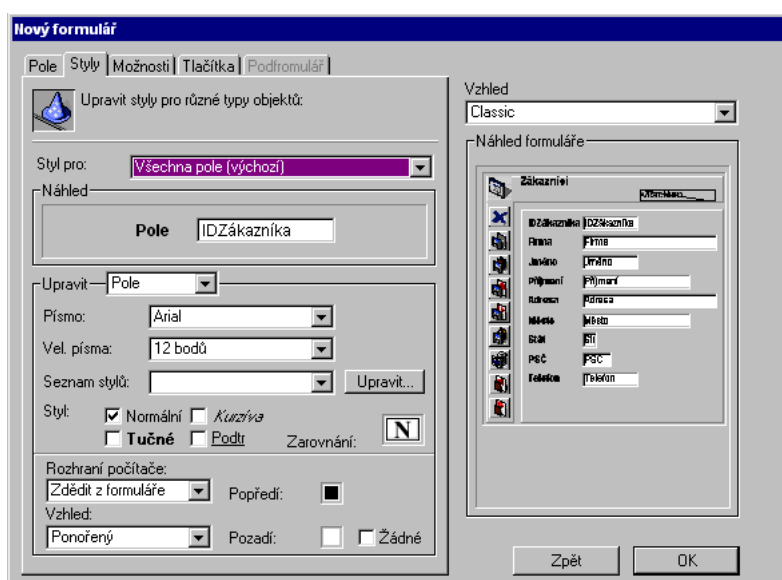 Nový formulář
Pole Styly Možnosti Tlačítka Podfromulář
Upravit styly pro různé typy objektů:
Styl pro: Všechna pole (výchozí)
Náhled
Pole IDZákazníka
Upravit Pole
Písmo: Arial
Vel. písma: 12 bodů
Seznam stylů: Upravit...
Styl: Normální Kurzíva
Tučné Podtr Zarovnání: N
Rozhraní počítače:
Zdědit z formuláře Popředí:
Vzhled:
Ponořený Pozadí: Žádné
Vzhled
Classic
Náhled formuláře
Zákazníci
IDZákazníka IDZákazníka
Firma Firma
Jméno Jméno
Příjmení Příjmení
Adresa Adresa
Město Město
Stát
PSČ PSC
Telefon Telefon
Zpět OK